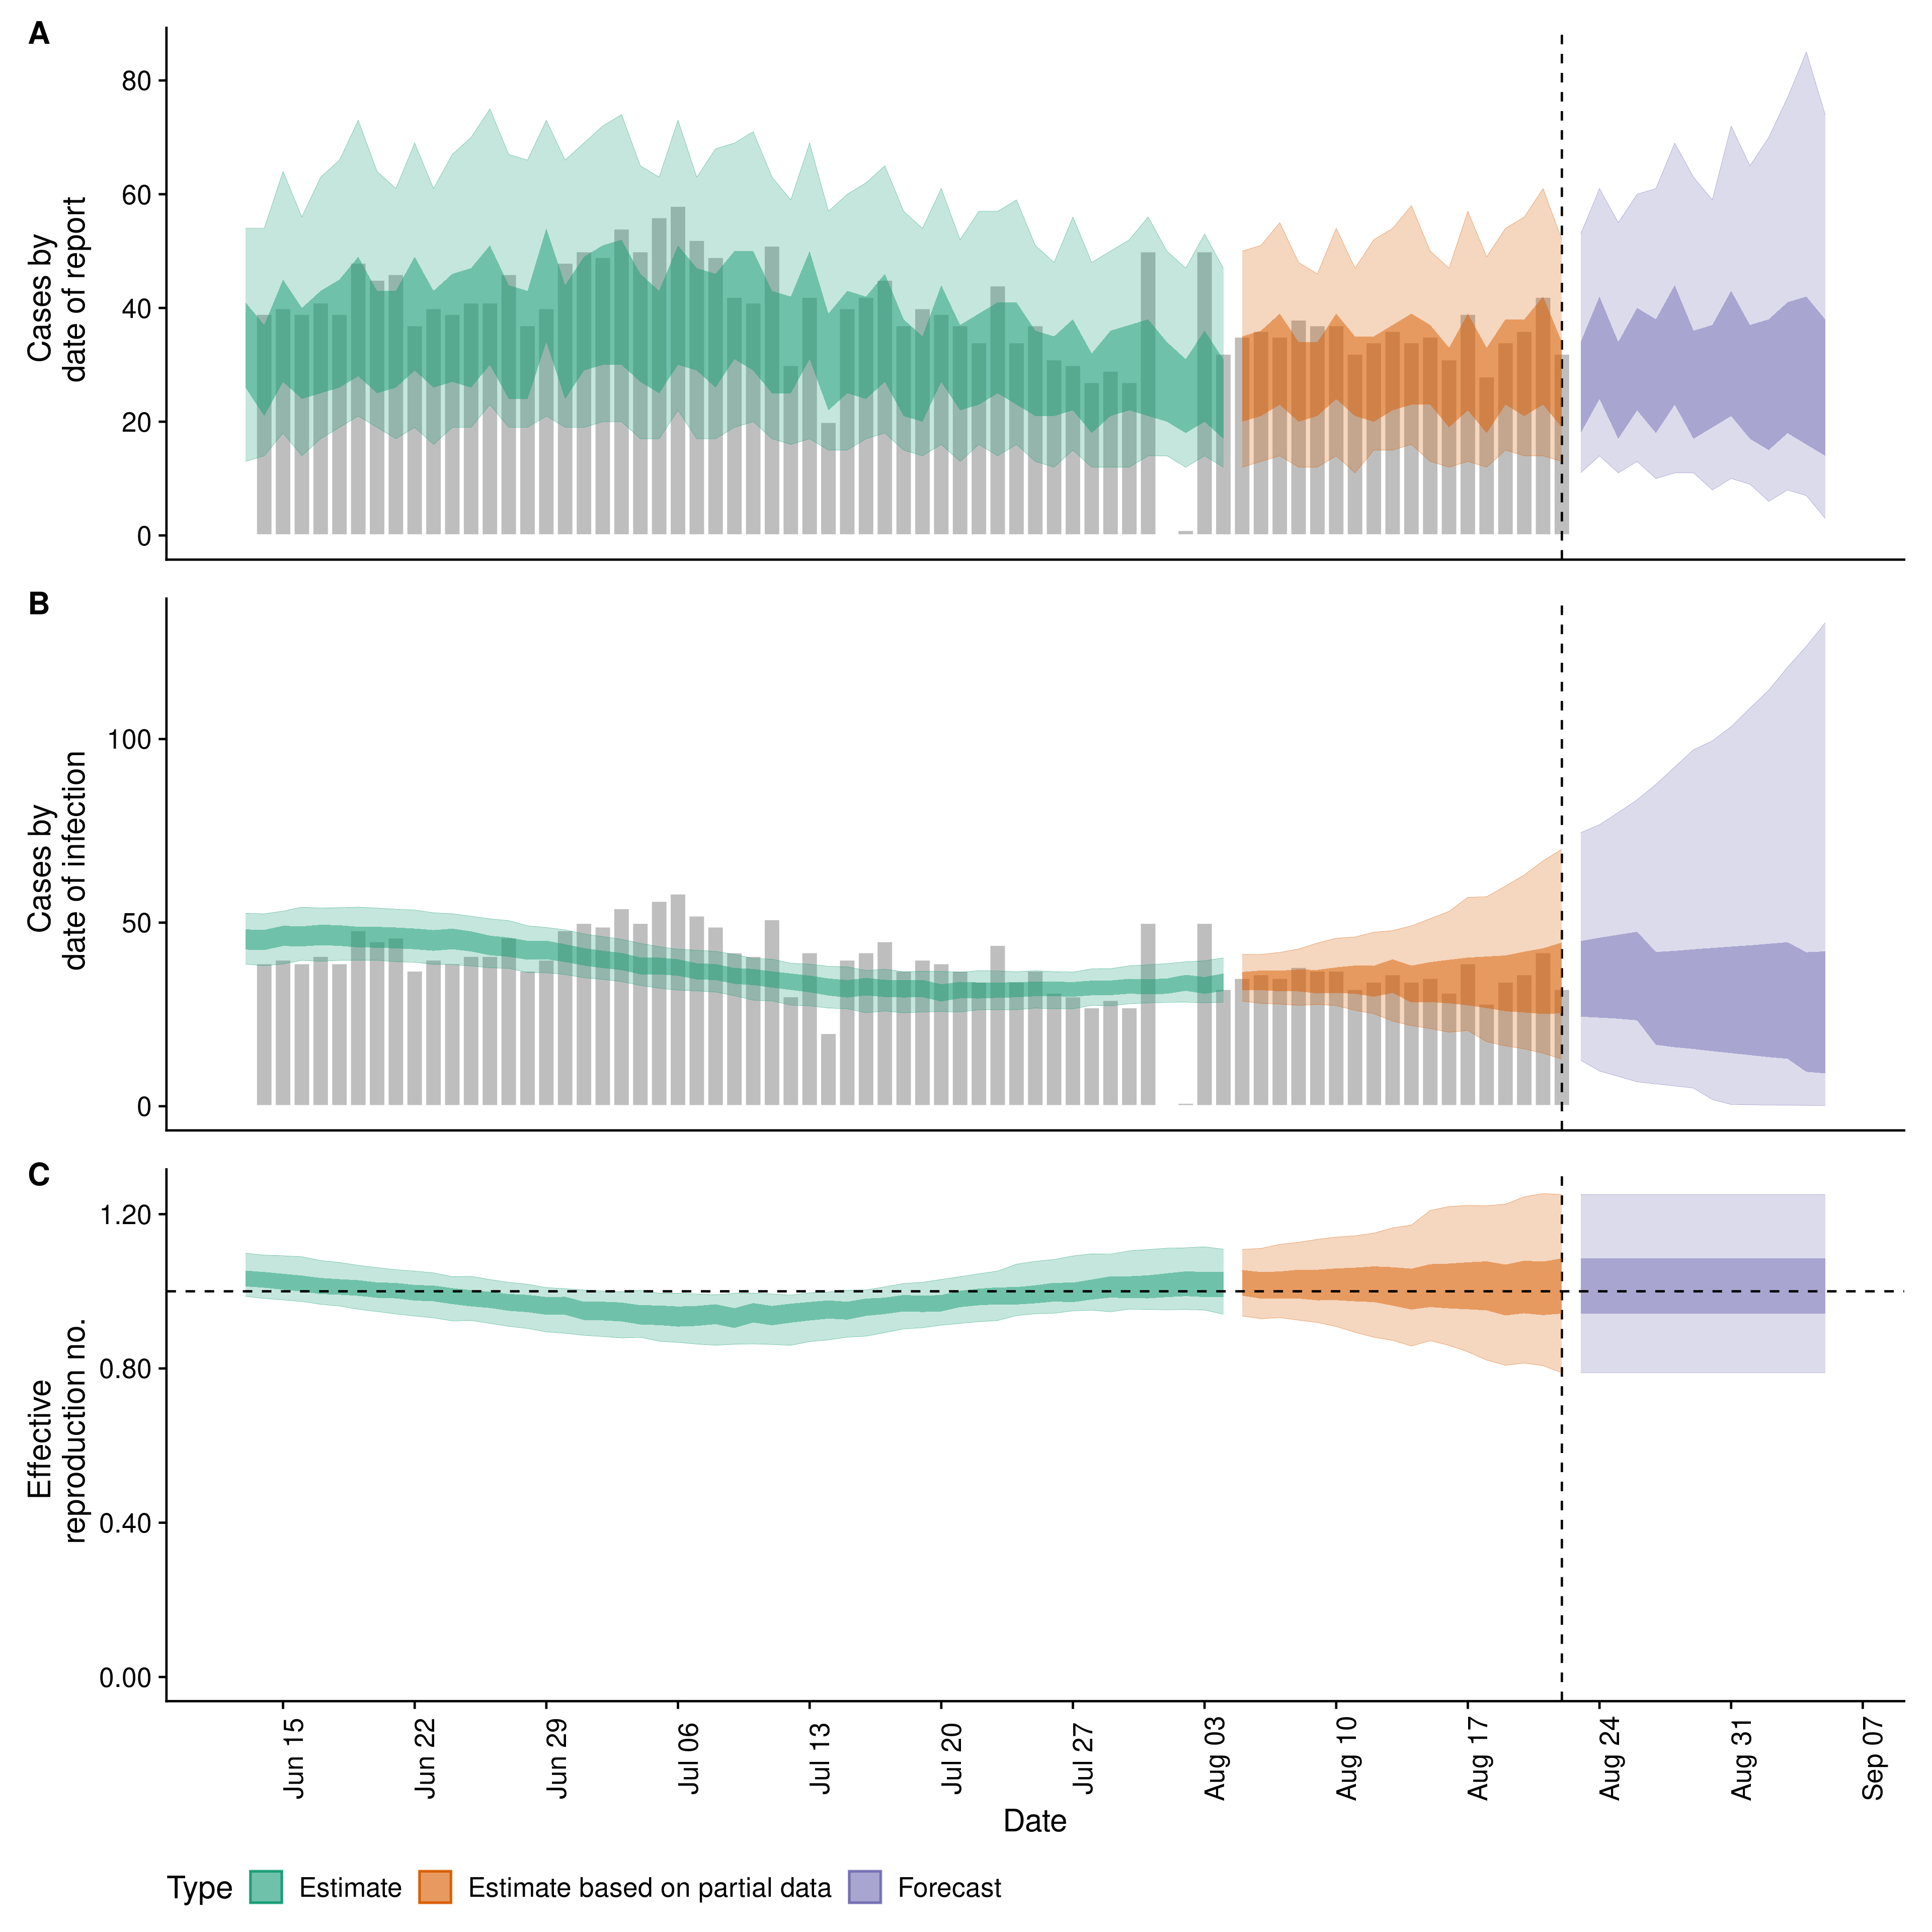 A
Cases by
date of report
80
60
40
20
0
B
Cases by
date of infection
100
50
0
C
Effective
reproduction no.
1.20
0.80
0.40
0.00
Jun 15
Jun 22
Jun 29
Jul 06
Jul 13
Jul 20
Jul 27
Aug 03
Aug 10
Aug 17
Aug 24
Aug 31
Sep 07
Date
Type Estimate Estimate based on partial data Forecast